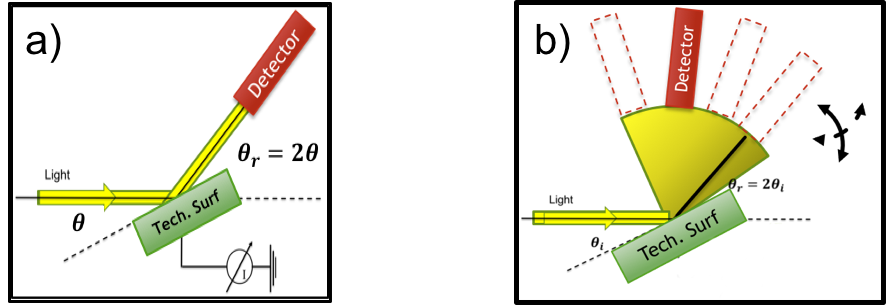 a)
Detector
θᵣ = 2θ
Light
θ
Tech. Surf
I
b)
Detector
θᵣ = 2θᵢ
Light
θᵢ
Tech. Surf